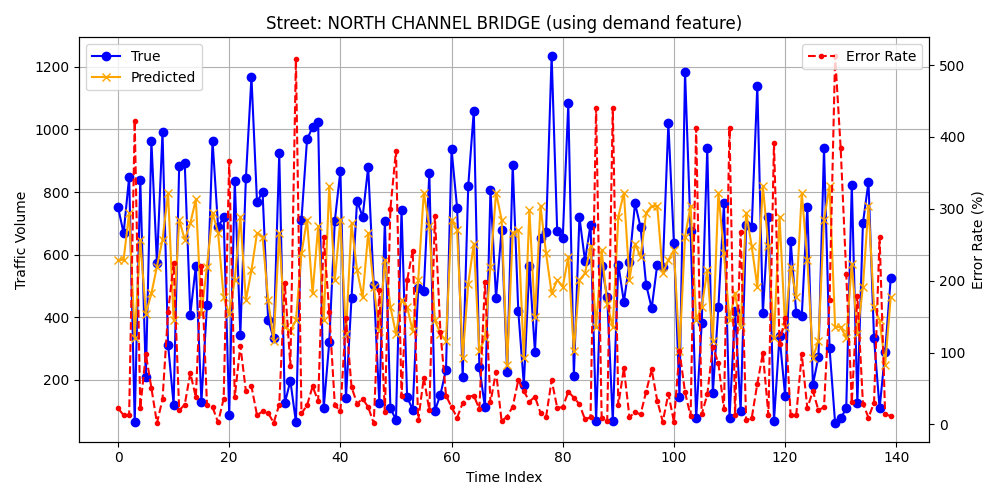 Street: NORTH CHANNEL BRIDGE (using demand feature)
True
Predicted
Error Rate
Traffic Volume
1200
1000
800
600
400
200
500
400
300
200
100
0
Error Rate (%)
0 20 40 60 80 100 120 140
Time Index